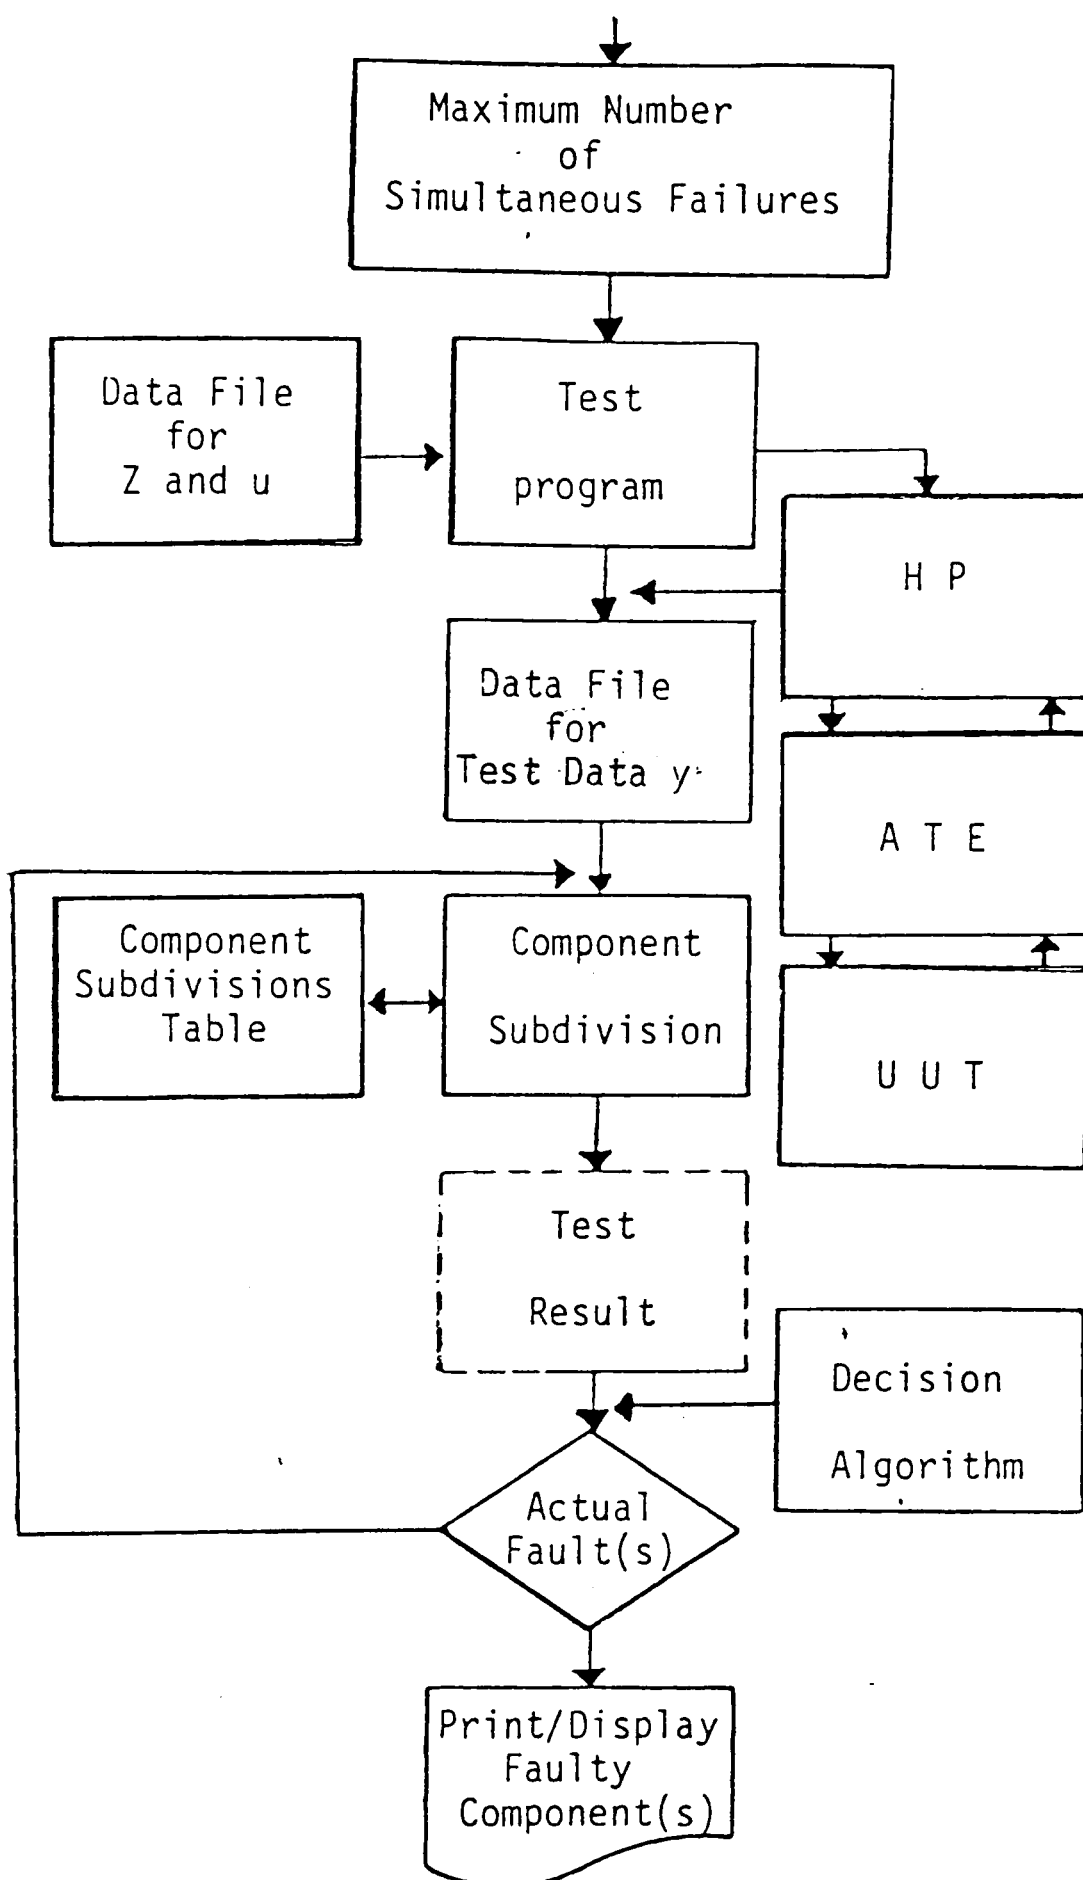 Maximum Number
of
Simultaneous Failures
Data File
for
Z and u
Test
program
H P
Data File
for
Test Data y
A T E
Component
Subdivisions
Table
Component
Subdivision
U U T
Test
Result
Decision
Algorithm
Actual
Fault(s)
Print/Display
Faulty
Component(s)